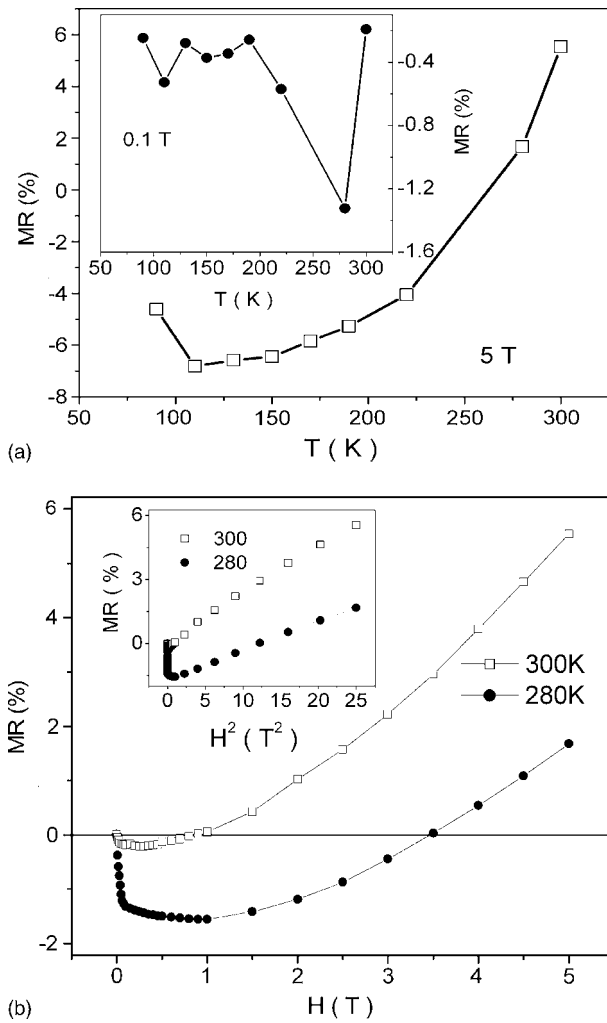 6
4
2
0
-2
-4
-6
-8
MR (%)
50 100 150 200 250 300
T ( K )
5 T
0.1 T
-0.4
-0.8
-1.2
-1.6
MR (%)
50 100 150 200 250 300
T ( K )
(a)
6
4
2
0
-2
MR (%)
0 1 2 3 4 5
H ( T )
300K
280K
6
3
0
MR ( % )
300
280
0 5 10 15 20 25
H² ( T² )
(b)